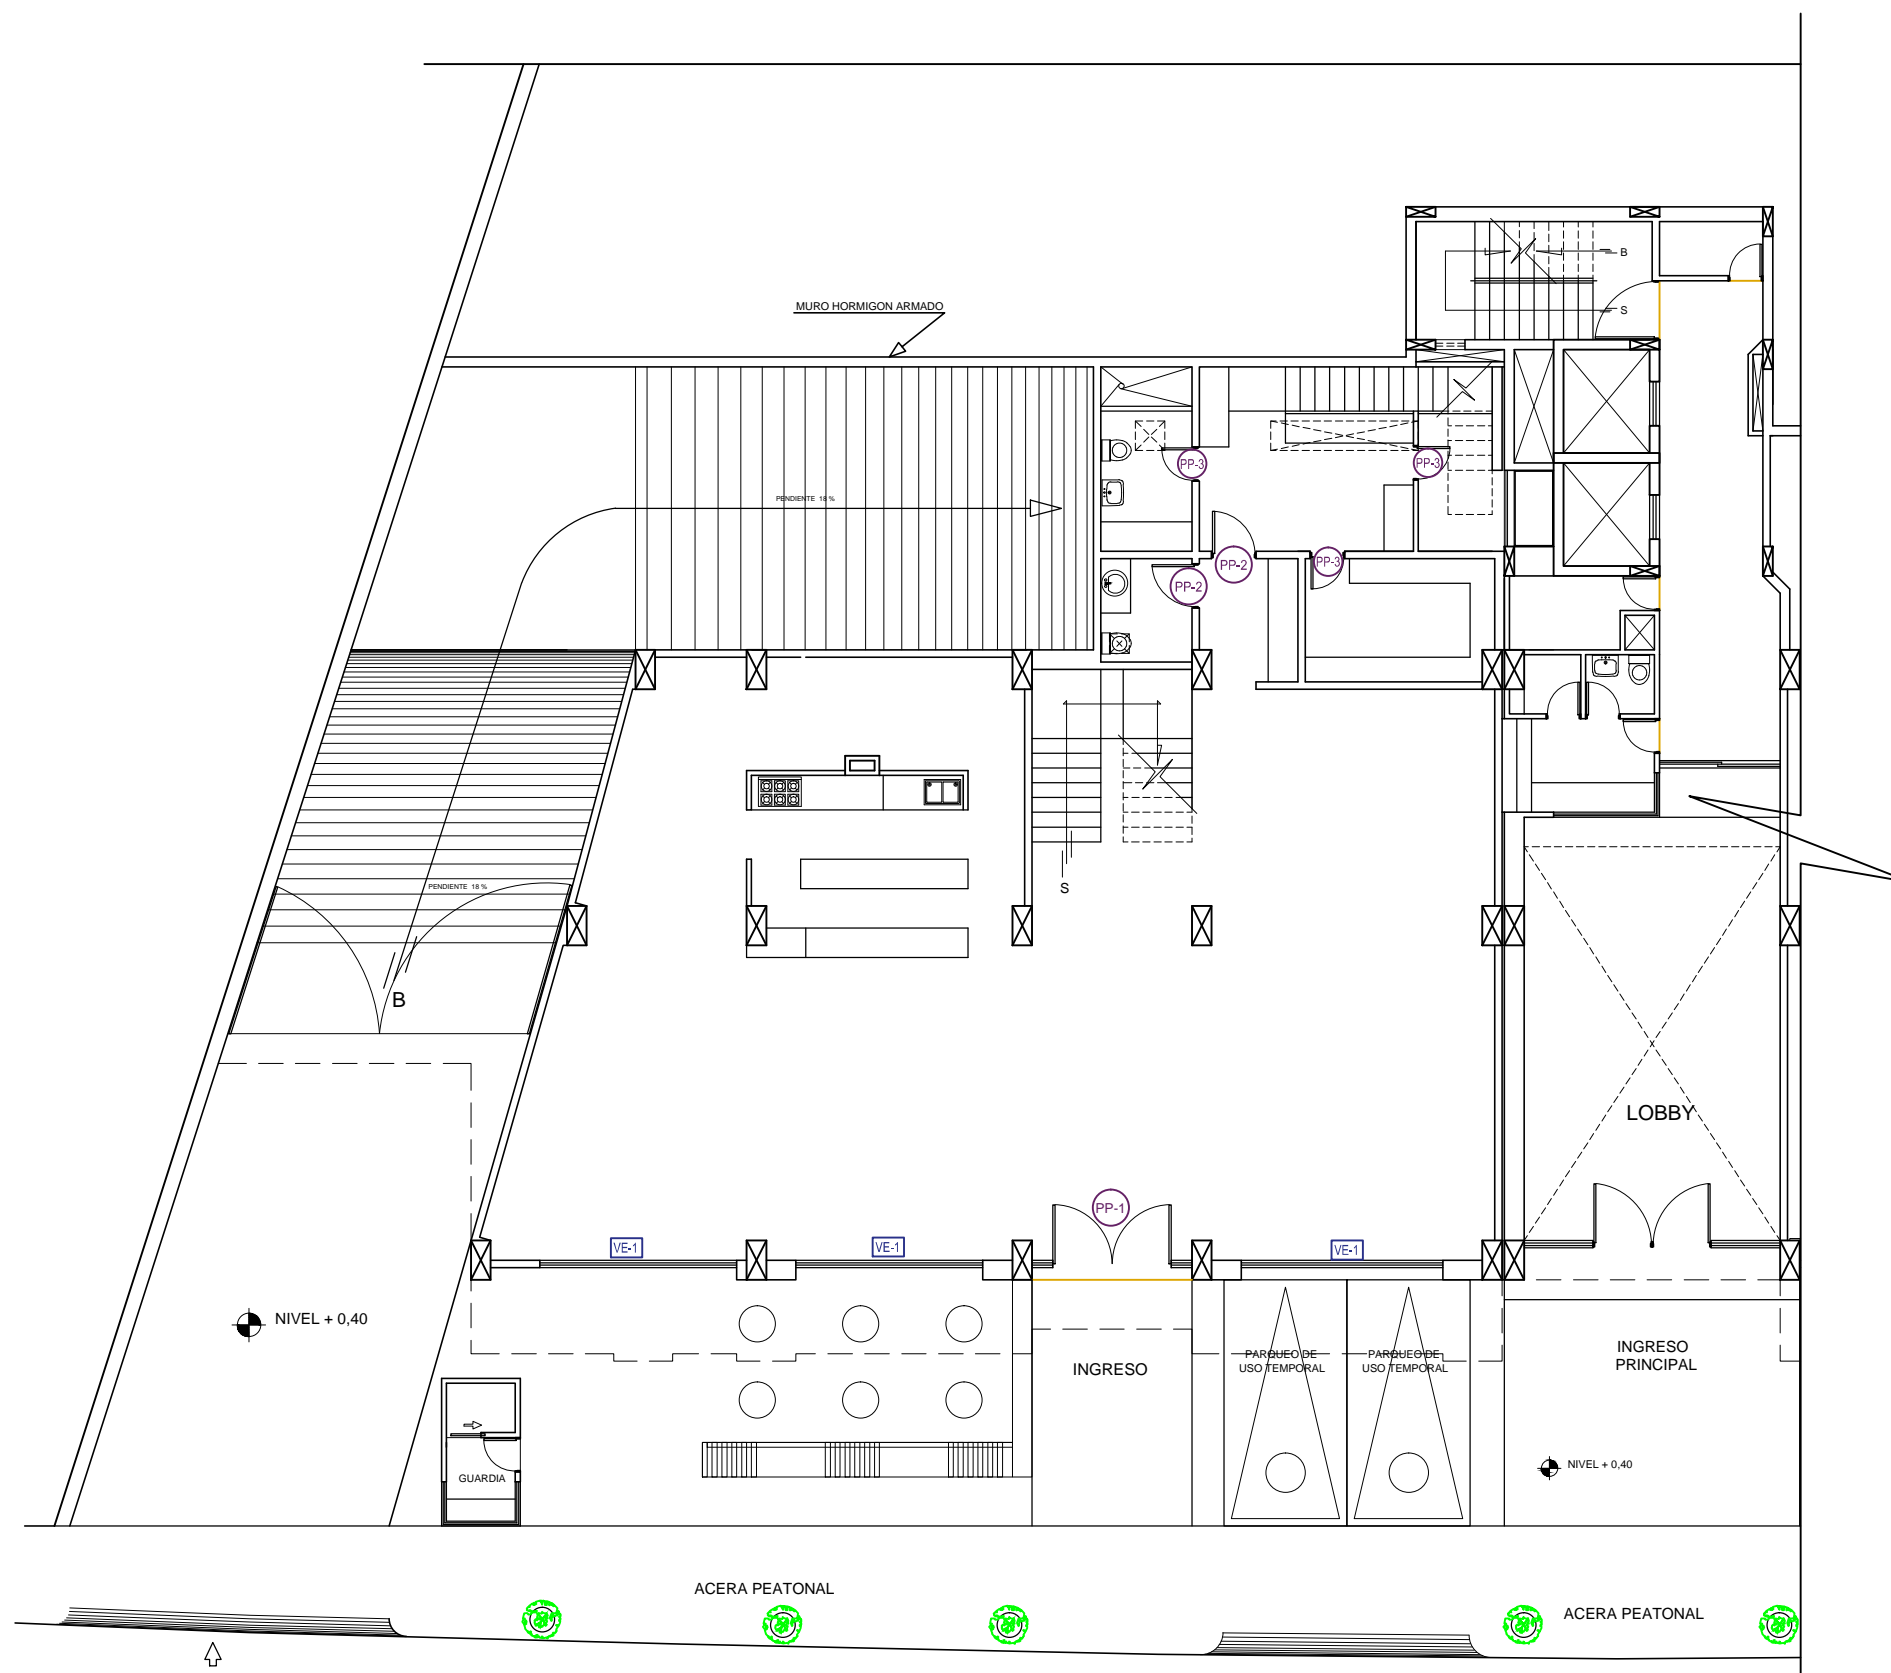 B
MURO HORMIGON ARMADO
S
PP-3
PP-3
PENDIENTE 18 %
PP-2
PP-3
PP-2
PENDIENTE 18 %
S
B
LOBBY
PP-1
VE-1
VE-1
VE-1
NIVEL + 0,40
INGRESO
PARQUEO DE
USO TEMPORAL
PARQUEO DE
USO TEMPORAL
INGRESO
PRINCIPAL
GUARDIA
NIVEL + 0,40
ACERA PEATONAL
ACERA PEATONAL